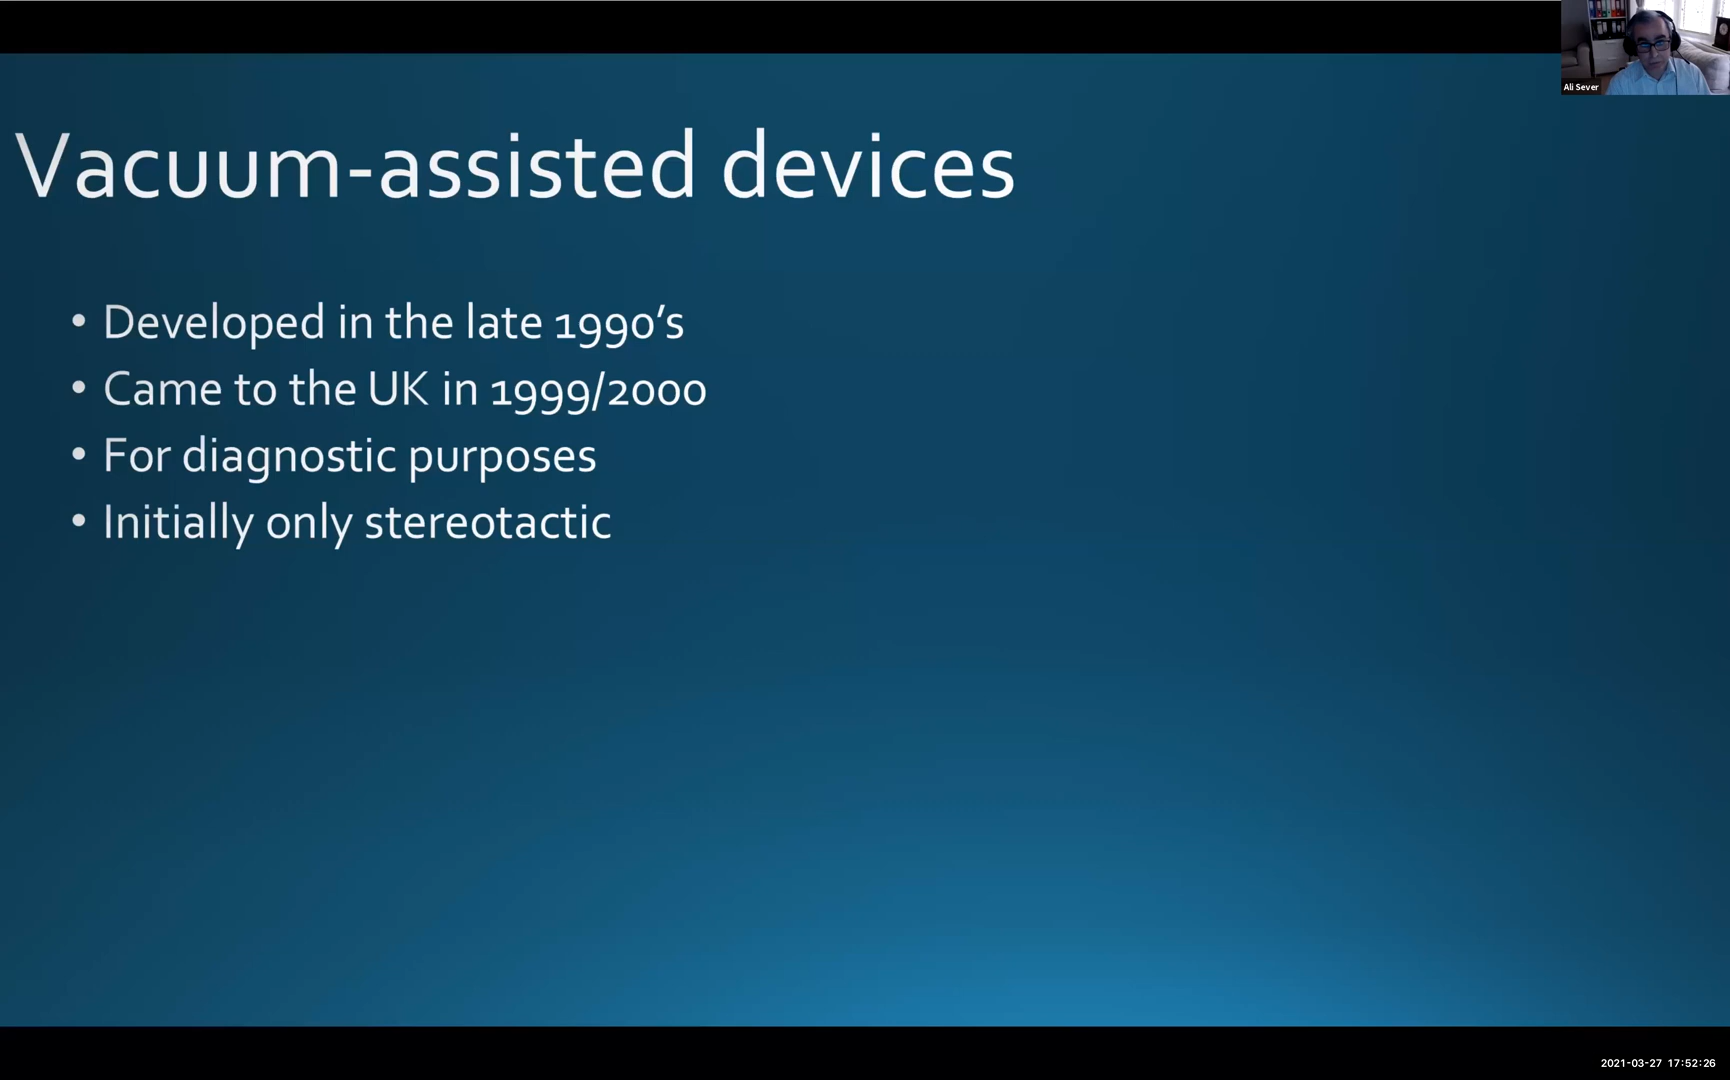 Ali Sever
Vacuum-assisted devices
• Developed in the late 1990’s
• Came to the UK in 1999/2000
• For diagnostic purposes
• Initially only stereotactic
2021-03-27 17:52:26